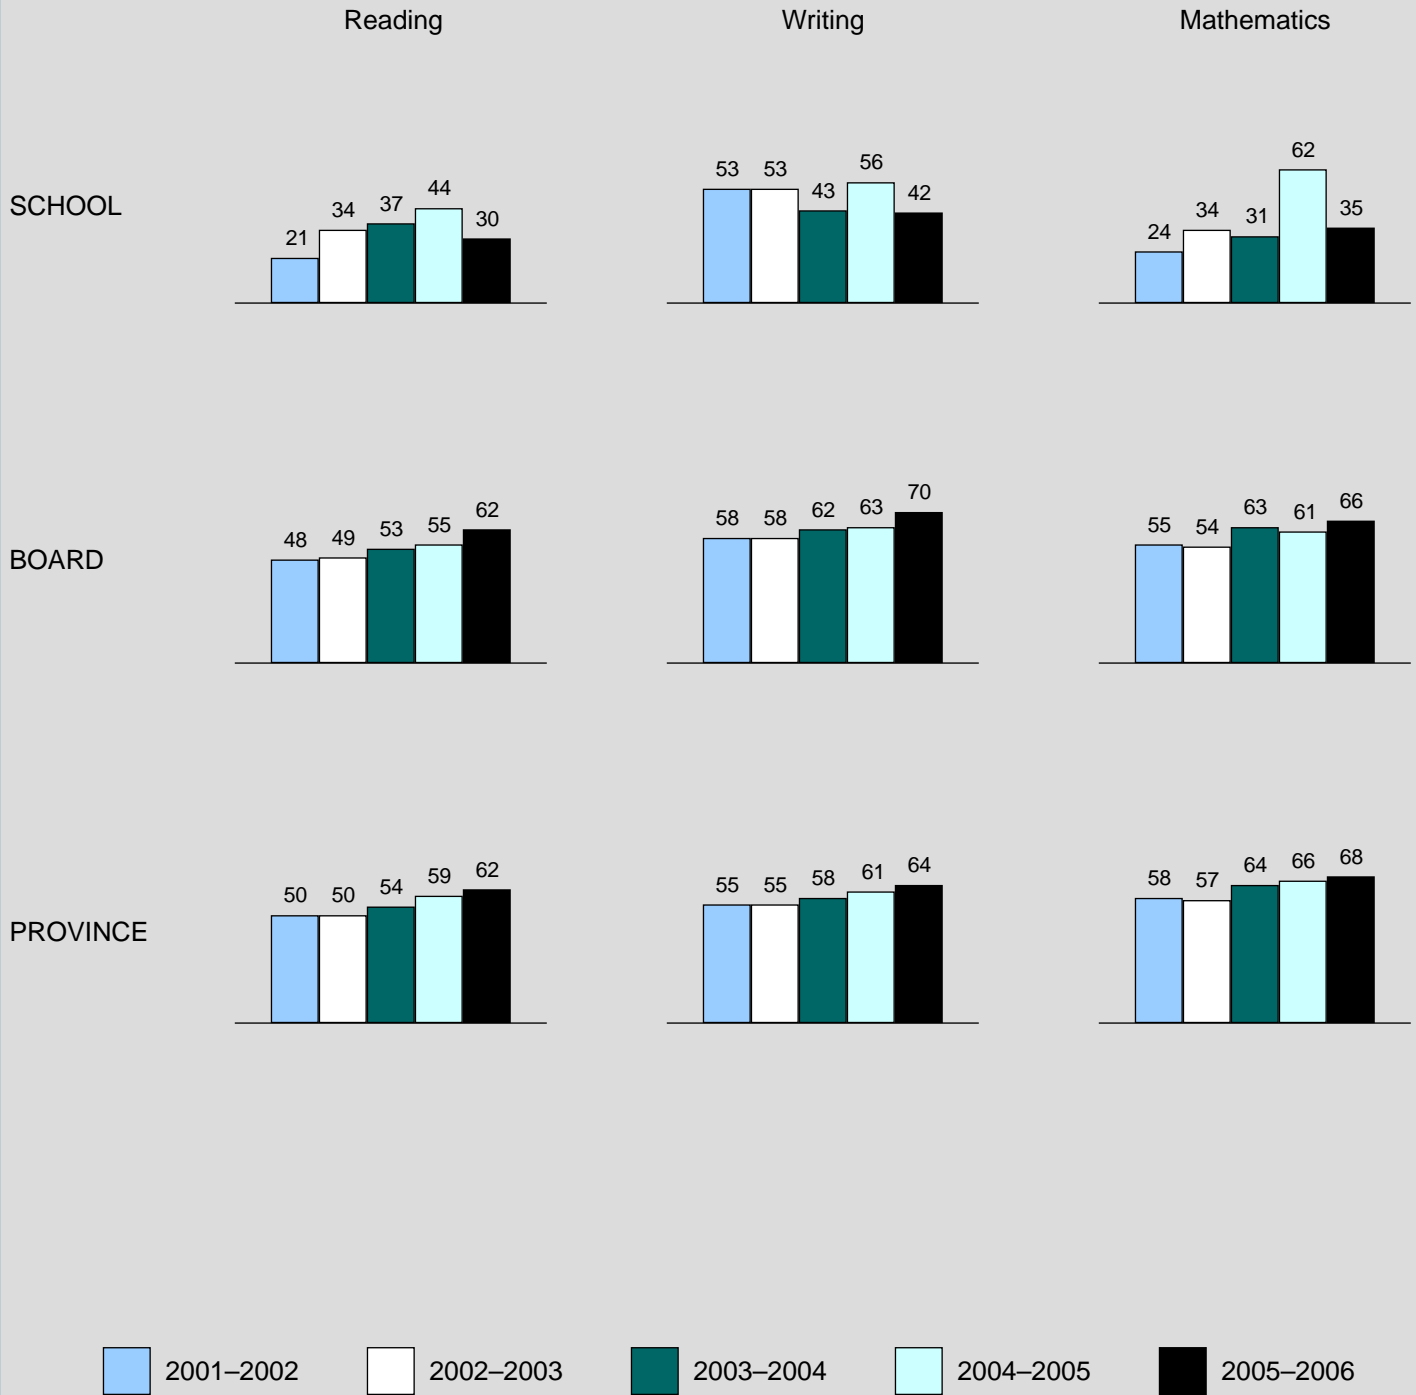 Reading Writing Mathematics
SCHOOL
21 34 37 44 30
53 53 43 56 42
24 34 31 62 35
BOARD
48 49 53 55 62
58 58 62 63 70
55 54 63 61 66
PROVINCE
50 50 54 59 62
55 55 58 61 64
58 57 64 66 68
2001–2002 2002–2003 2003–2004 2004–2005 2005–2006